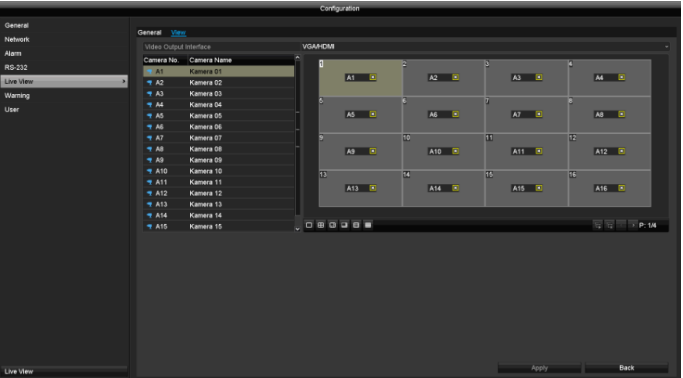 Configuration
General
Network
Alarm
RS-232
Live View
Warning
User
Live View
General View
Video Output Interface VGA/HDMI
Camera No. Camera Name
A1 Kamera 01
A2 Kamera 02
A3 Kamera 03
A4 Kamera 04
A5 Kamera 05
A6 Kamera 06
A7 Kamera 07
A8 Kamera 08
A9 Kamera 09
A10 Kamera 10
A11 Kamera 11
A12 Kamera 12
A13 Kamera 13
A14 Kamera 14
A15 Kamera 15
1 2 3 4
A1 A2 A3 A4
5 6 7 8
A5 A6 A7 A8
9 10 11 12
A9 A10 A11 A12
13 14 15 16
A13 A14 A15 A16
P: 1/4
Apply Back